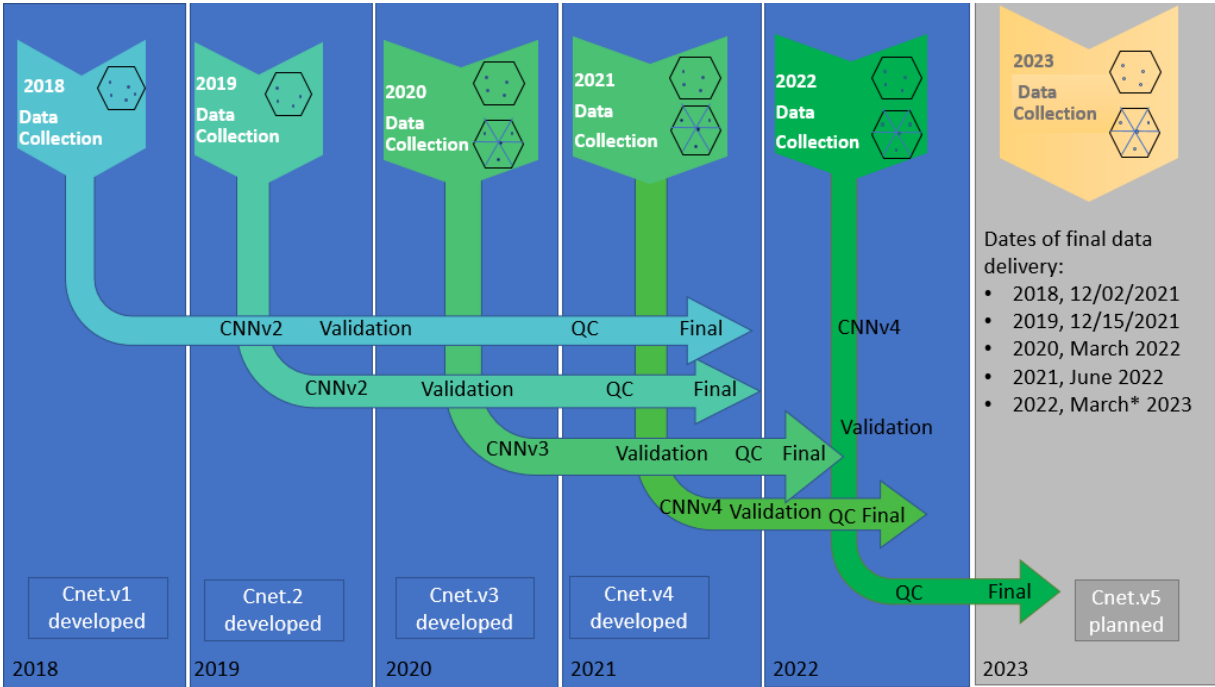 2018
Data
Collection
2019
Data
Collection
2020
Data
Collection
2021
Data
Collection
2022
Data
Collection
2023
Data
Collection
Dates of final data
delivery:
• 2018, 12/02/2021
• 2019, 12/15/2021
• 2020, March 2022
• 2021, June 2022
• 2022, March* 2023
CNNv2 Validation QC Final
CNNv2 Validation QC Final
CNNv3 Validation QC Final
CNNv4 Validation QC Final
CNNv4
Validation
QC Final
Cnet.v1
developed
Cnet.2
developed
Cnet.v3
developed
Cnet.v4
developed
Cnet.v5
planned
2018
2019
2020
2021
2022
2023